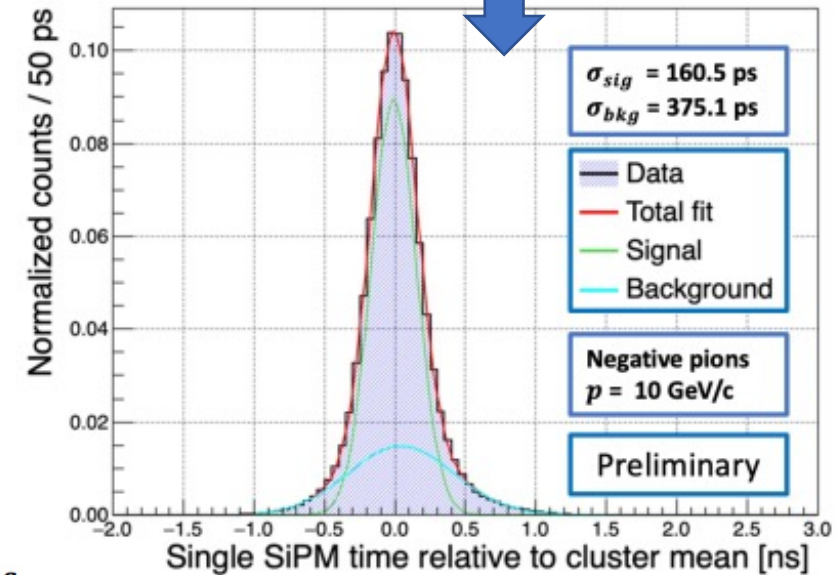 Normalized counts / 50 ps
0.10
0.08
0.06
0.04
0.02
0.00
−2.0 −1.5 −1.0 −0.5 0.0 0.5 1.0 1.5 2.0 2.5 3.0
Single SiPM time relative to cluster mean [ns]
σsig = 160.5 ps
σbkg = 375.1 ps
Data
Total fit
Signal
Background
Negative pions
p = 10 GeV/c
Preliminary